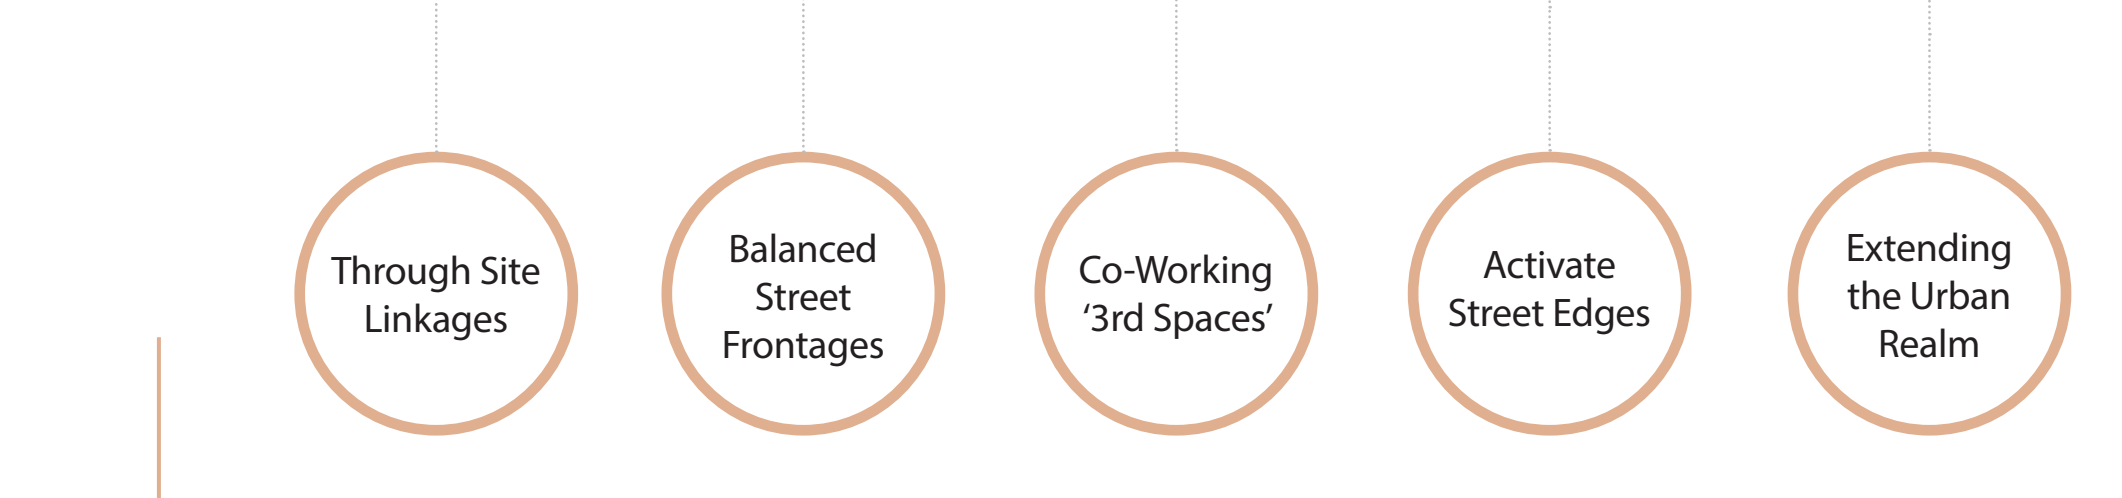 Through Site
Linkages
Balanced
Street
Frontages
Co-Working
‘3rd Spaces’
Activate
Street Edges
Extending
the Urban
Realm